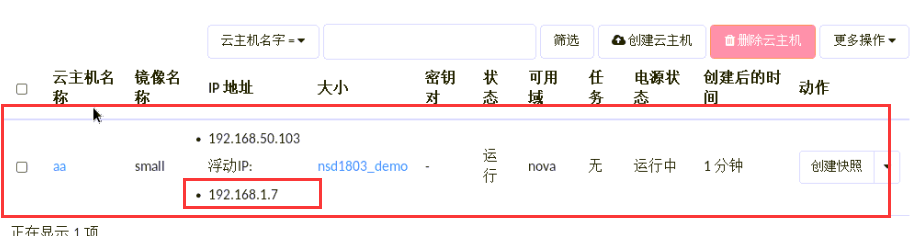 云主机名字 = 筛选 创建云主机 删除云主机 更多操作
云主机名称 镜像名称 IP 地址 大小 密钥对 状态 可用域 任务 电源状态 创建后的时间 动作
192.168.50.103
aa small 浮动IP: nsd1803_demo - 运行 nova 无 运行中 1 分钟 创建快照
192.168.1.7
正在显示 1 项